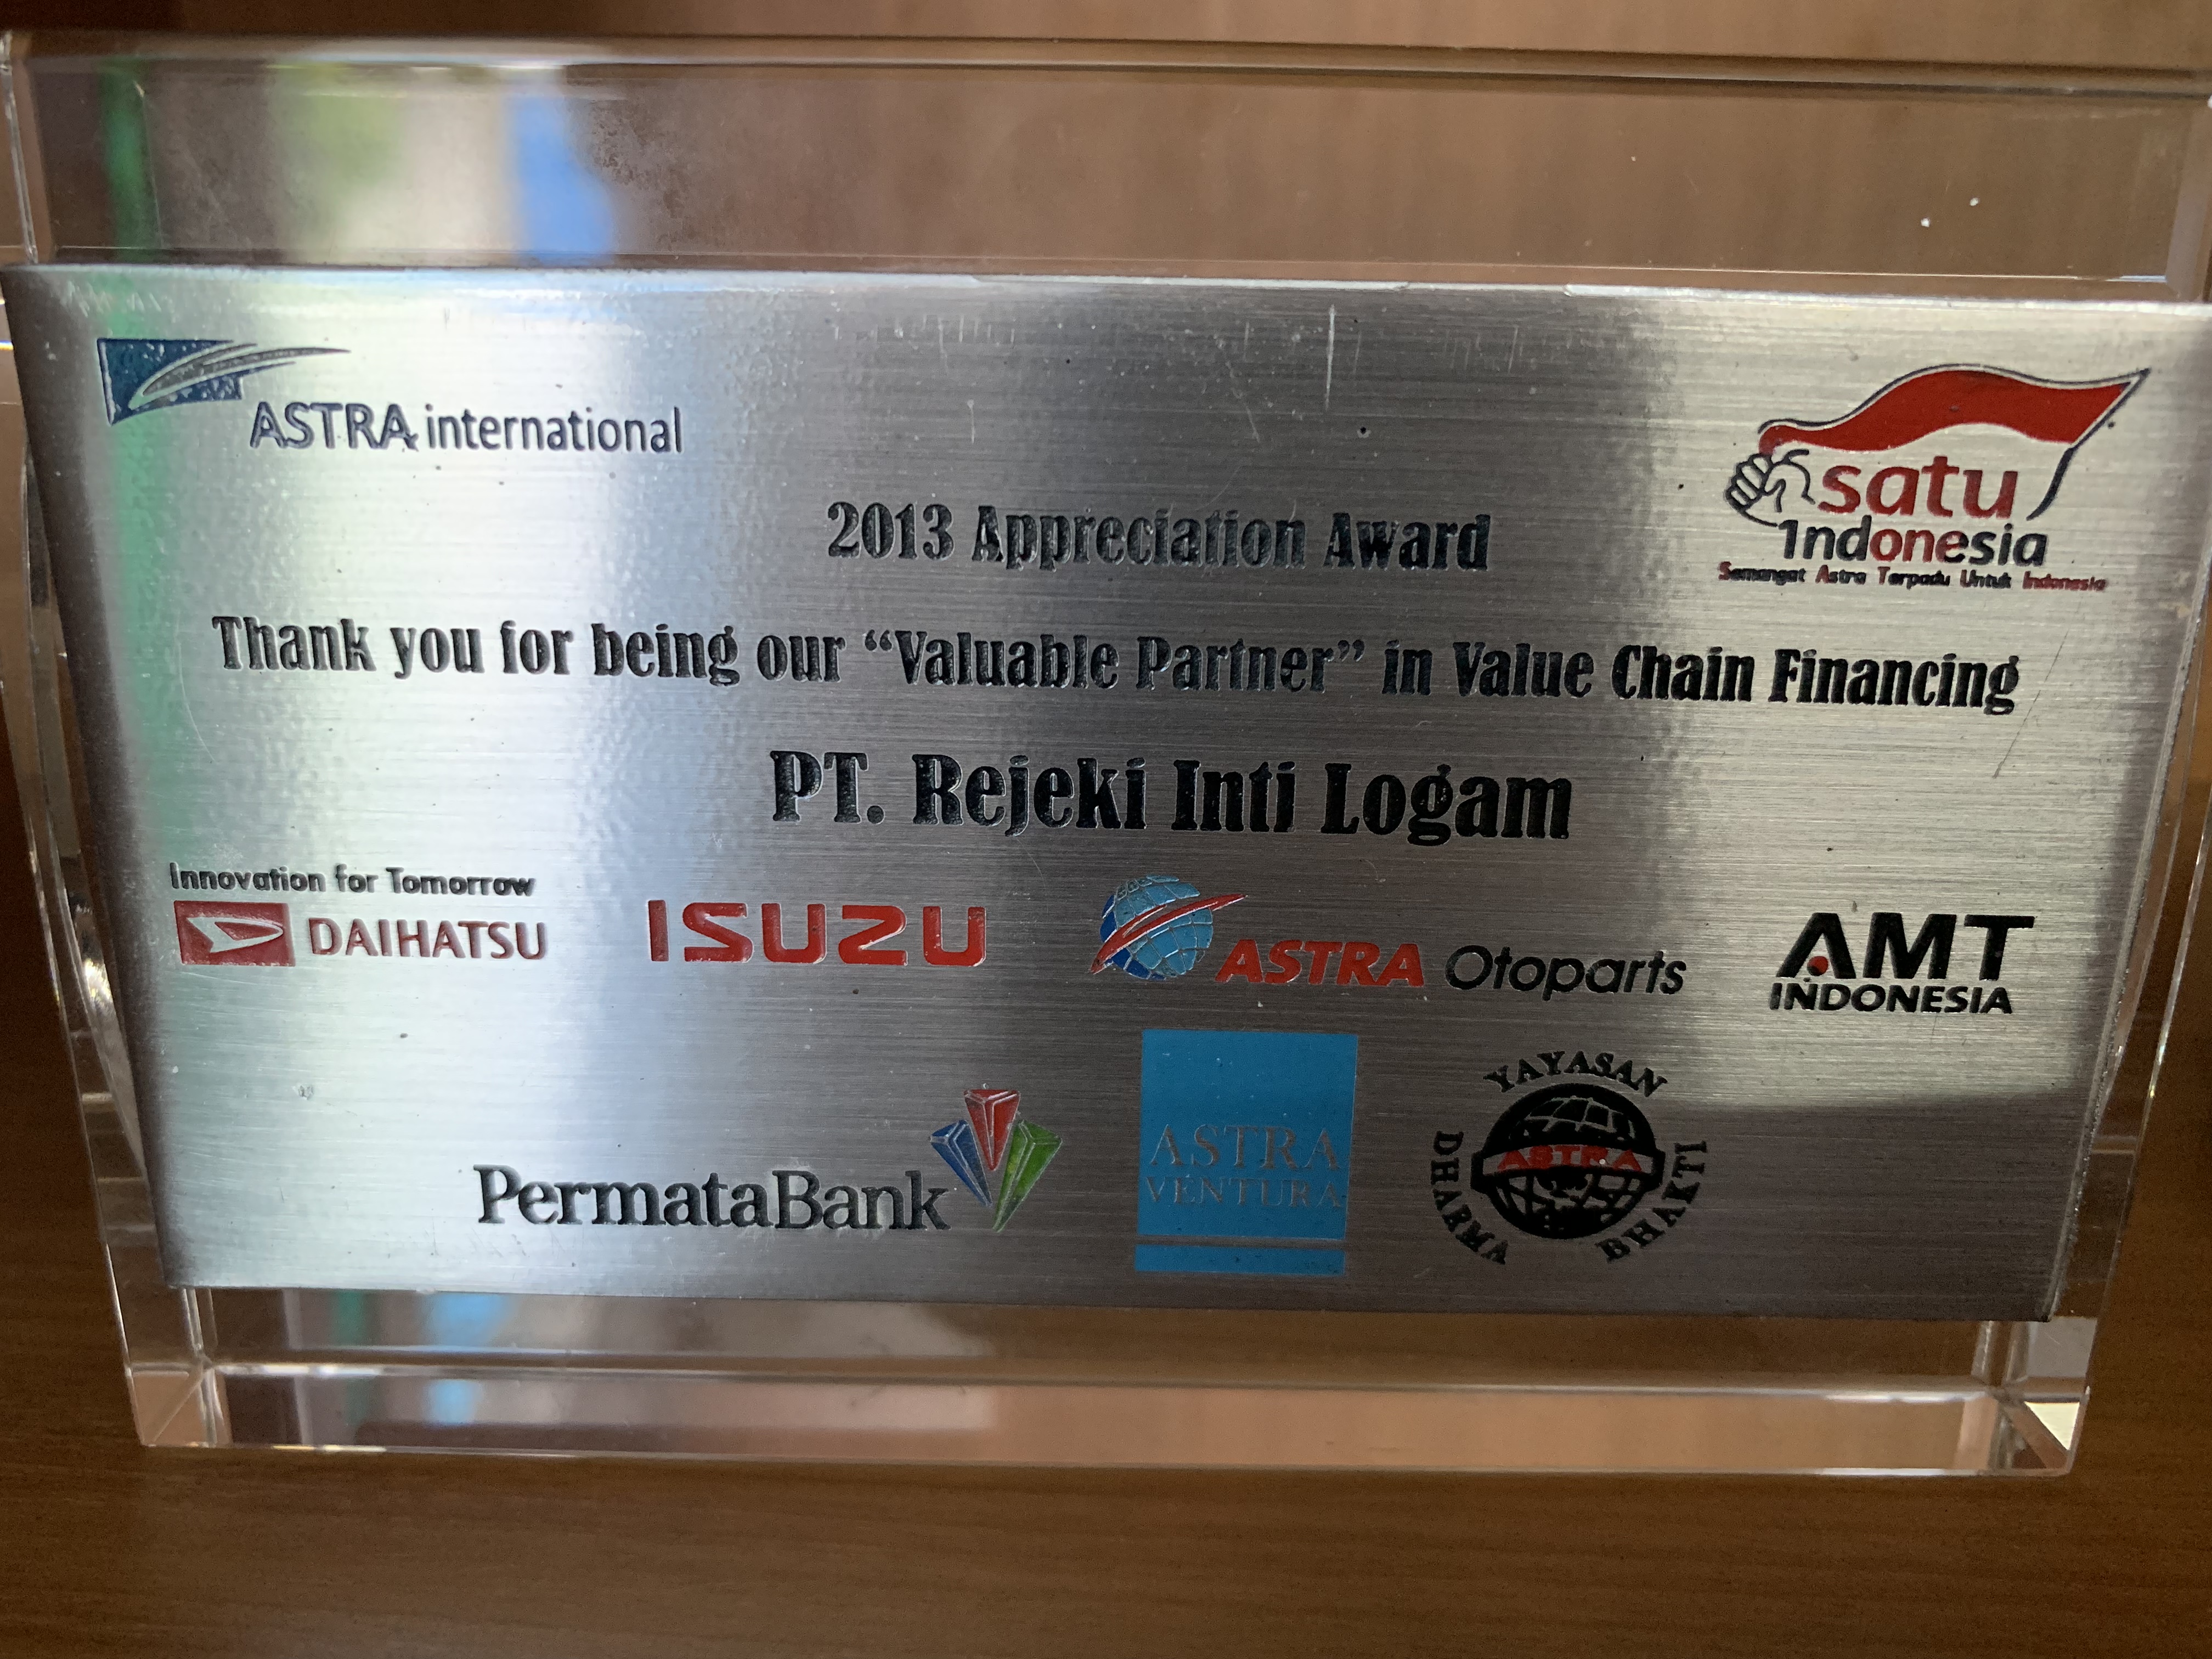 ASTRA international
satu
1ndonesia
Semangat Astra Terpadu Untuk Indonesia
2013 Appreciation Award
Thank you for being our “Valuable Partner” in Value Chain Financing
PT. Rejeki Inti Logam
Innovation for Tomorrow
DAIHATSU
ISUZU
ASTRA Otoparts
AMT
INDONESIA
PermataBank
ASTRA
VENTURA
YAYASAN
DHARMA
BHAKTI
ASTRA